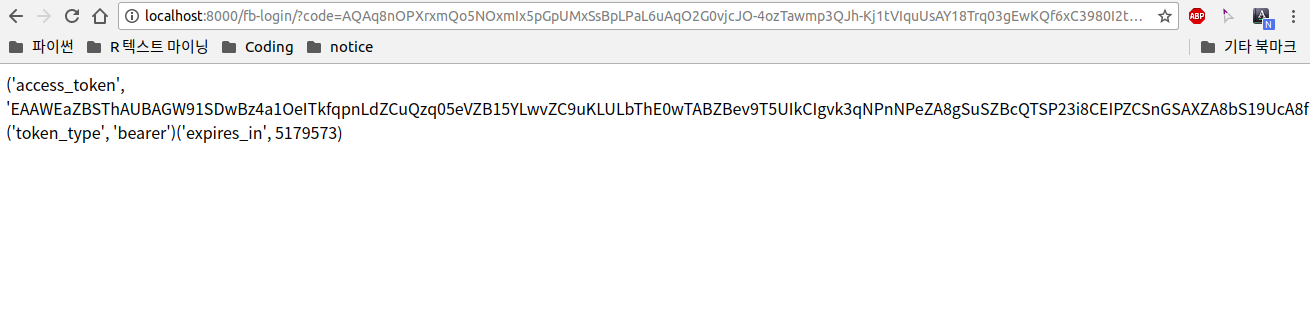 localhost:8000/fb-login/?code=AQAq8nOPXrxmQo5NOxmIx5pGpUMxSsBpLPaL6uAqO2G0vjcJO-4ozTawmp3QJh-Kj1tVIquUsAY18Trq03gEwKQf6xC3980I2t...
ABP
A
N
파이썬 R 텍스트 마이닝 Coding notice 기타 북마크
('access_token',
'EAAWEaZBSThAUBAGW91SDwBz4a1OeITkfqpnLdZCuQzq05eVZB15YLwvZC9uKLULbThE0wTABZBev9T5UIkCIgvk3qNPnNPeZA8gSuSZBcQTSP23i8CEIPZCSnGSAXZA8bS19UcA8f
('token_type', 'bearer')('expires_in', 5179573)